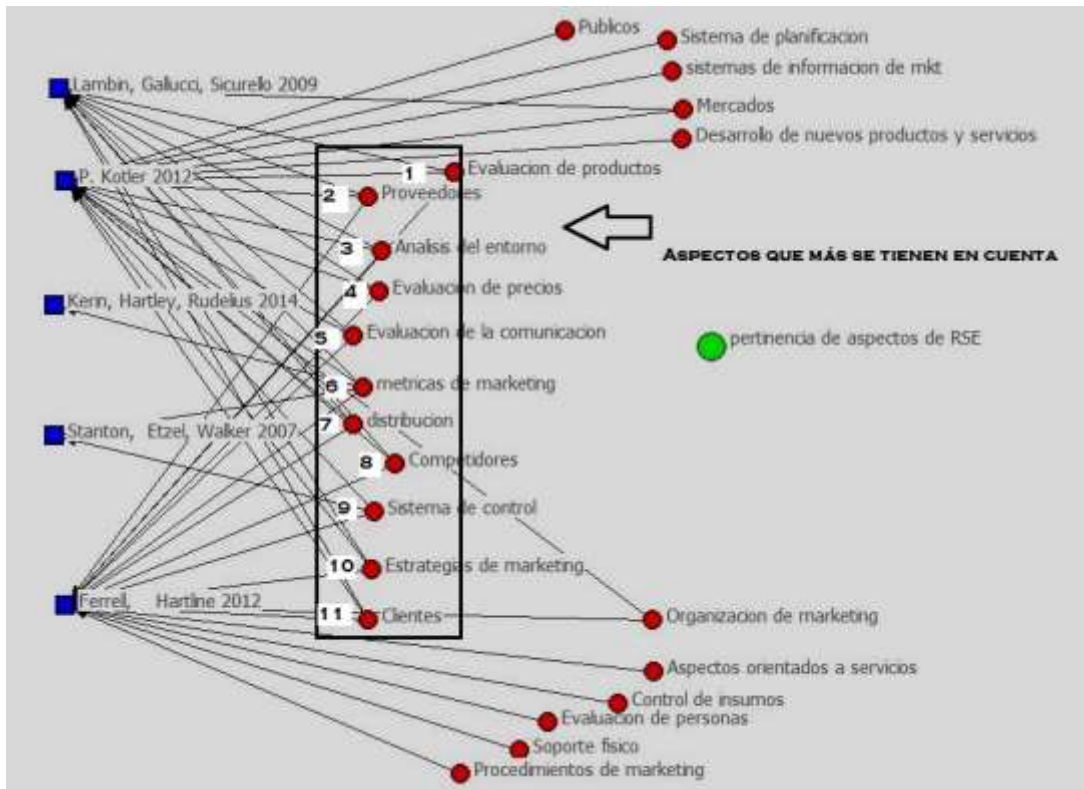 Publicos
Sistema de planificacion
sistemas de informacion de mkt
Lambin, Galucci, Sicurello 2009
Mercados
Desarrollo de nuevos productos y servicios
P. Kotler 2012
1 Evaluacion de productos
2 Proveedores
3 Analisis del entorno
ASPECTOS QUE MÁS SE TIENEN EN CUENTA
4 Evaluacion de precios
Kerin, Hartley, Rudelius 2014
5 Evaluacion de la comunicacion
pertinencia de aspectos de RSE
6 metricas de marketing
7 distribucion
Stanton, Etzel, Walker 2007
8 Competidores
9 Sistema de control
10 Estrategias de marketing
Ferrell, Hartline 2012
11 Clientes
Organizacion de marketing
Aspectos orientados a servicios
Control de insumos
Evaluacion de personas
Soporte fisico
Procedimientos de marketing